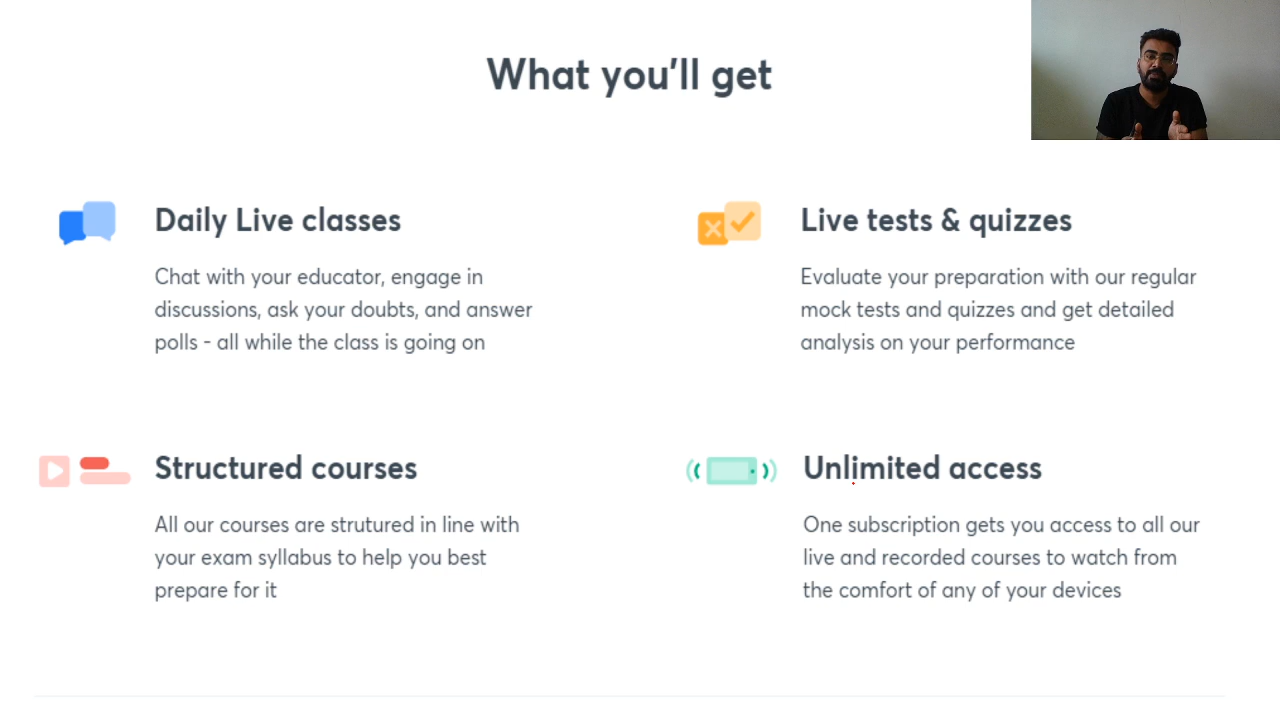 What you'll get
Daily Live classes
Chat with your educator, engage in
discussions, ask your doubts, and answer
polls - all while the class is going on
Live tests & quizzes
Evaluate your preparation with our regular
mock tests and quizzes and get detailed
analysis on your performance
Structured courses
All our courses are strutured in line with
your exam syllabus to help you best
prepare for it
Unlimited access
One subscription gets you access to all our
live and recorded courses to watch from
the comfort of any of your devices